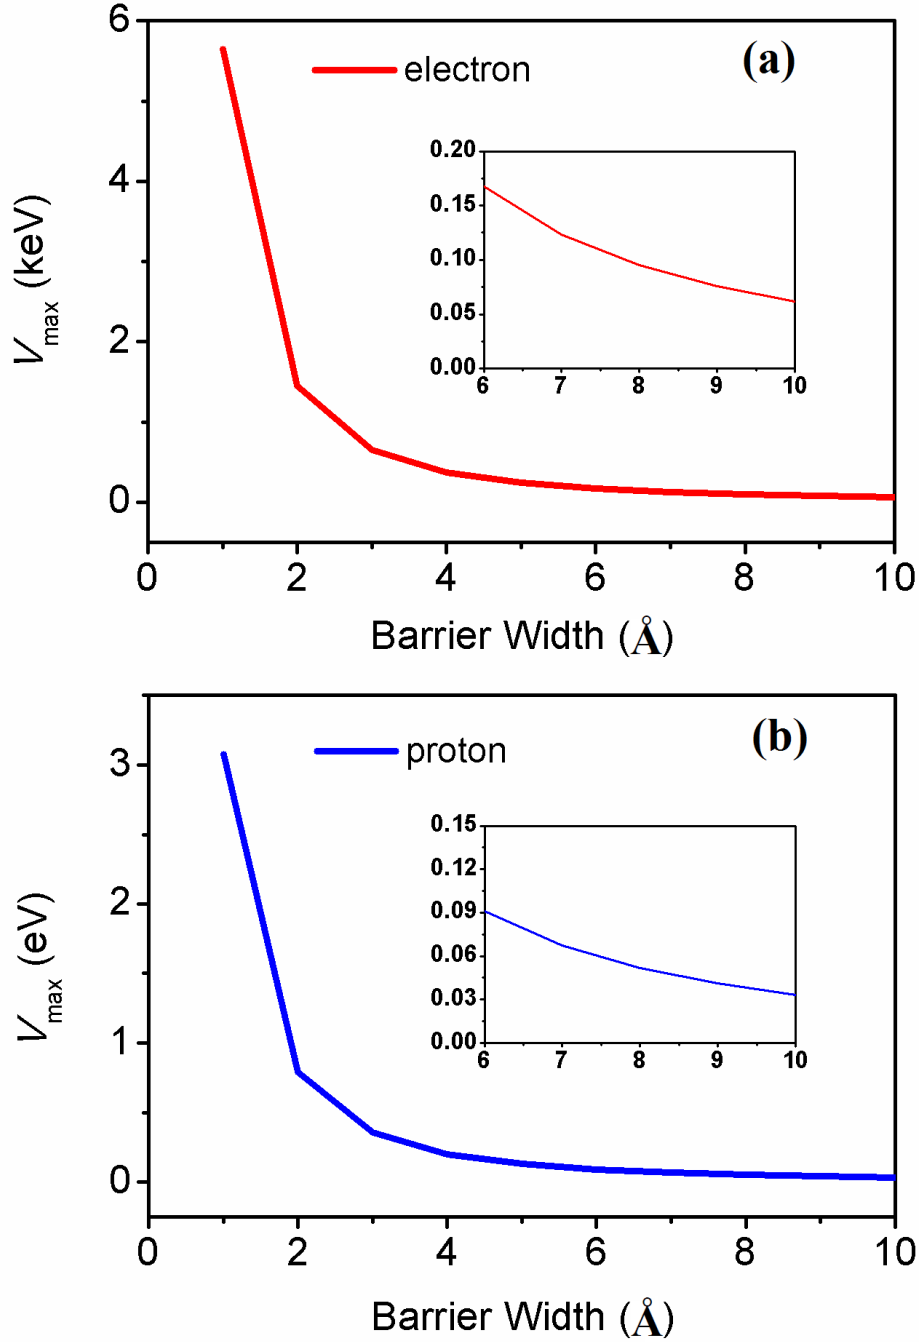 6
electron
(a)
0.20
0.15
4
0.10
0.05
V max (keV)
2
0.00
6 7 8 9 10
0
0 2 4 6 8 10
Barrier Width (Å)
3
proton
(b)
0.15
0.12
2
0.09
0.06
V max (eV)
0.03
1
0.00
6 7 8 9 10
0
0 2 4 6 8 10
Barrier Width (Å)